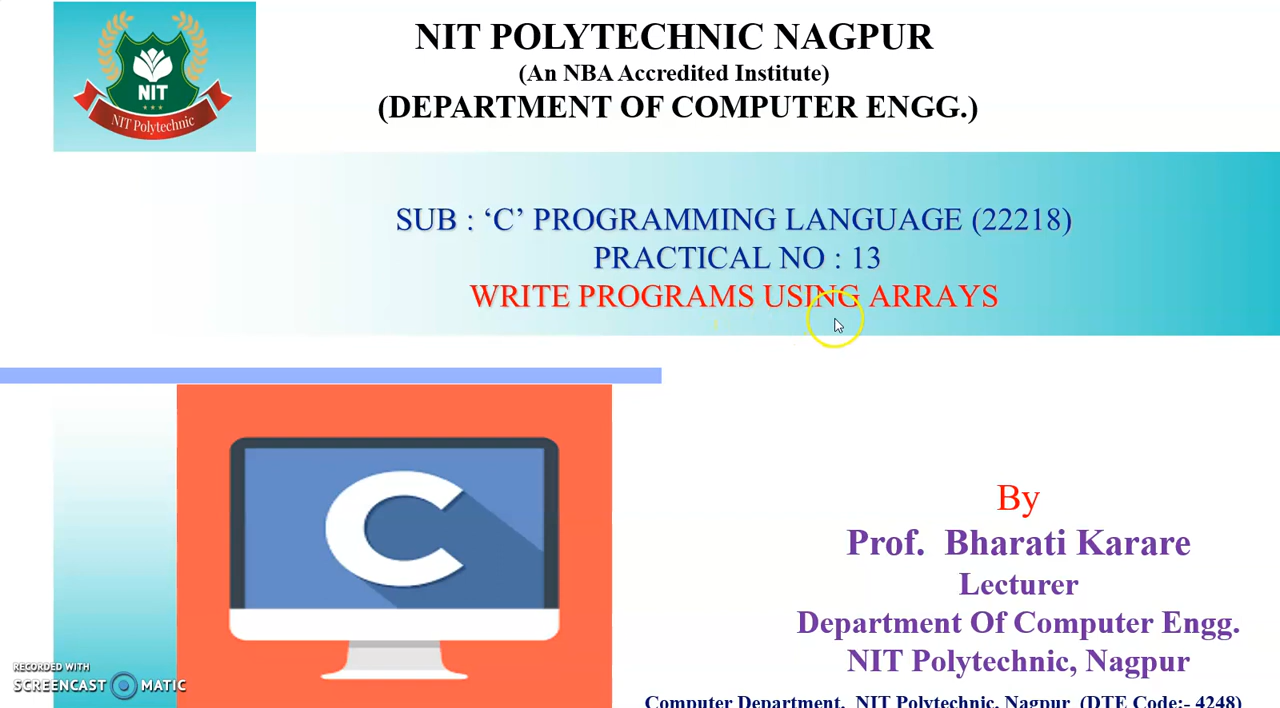 NIT POLYTECHNIC NAGPUR
(An NBA Accredited Institute)
(DEPARTMENT OF COMPUTER ENGG.)
NIT
NIT Polytechnic
SUB : ‘C’ PROGRAMMING LANGUAGE (22218)
PRACTICAL NO : 13
WRITE PROGRAMS USING ARRAYS
C
By
Prof. Bharati Karare
Lecturer
Department Of Computer Engg.
NIT Polytechnic, Nagpur
RECORDED WITH
SCREENCAST MATIC
Computer Department, NIT Polytechnic, Nagpur (DTE Code:- 4248)